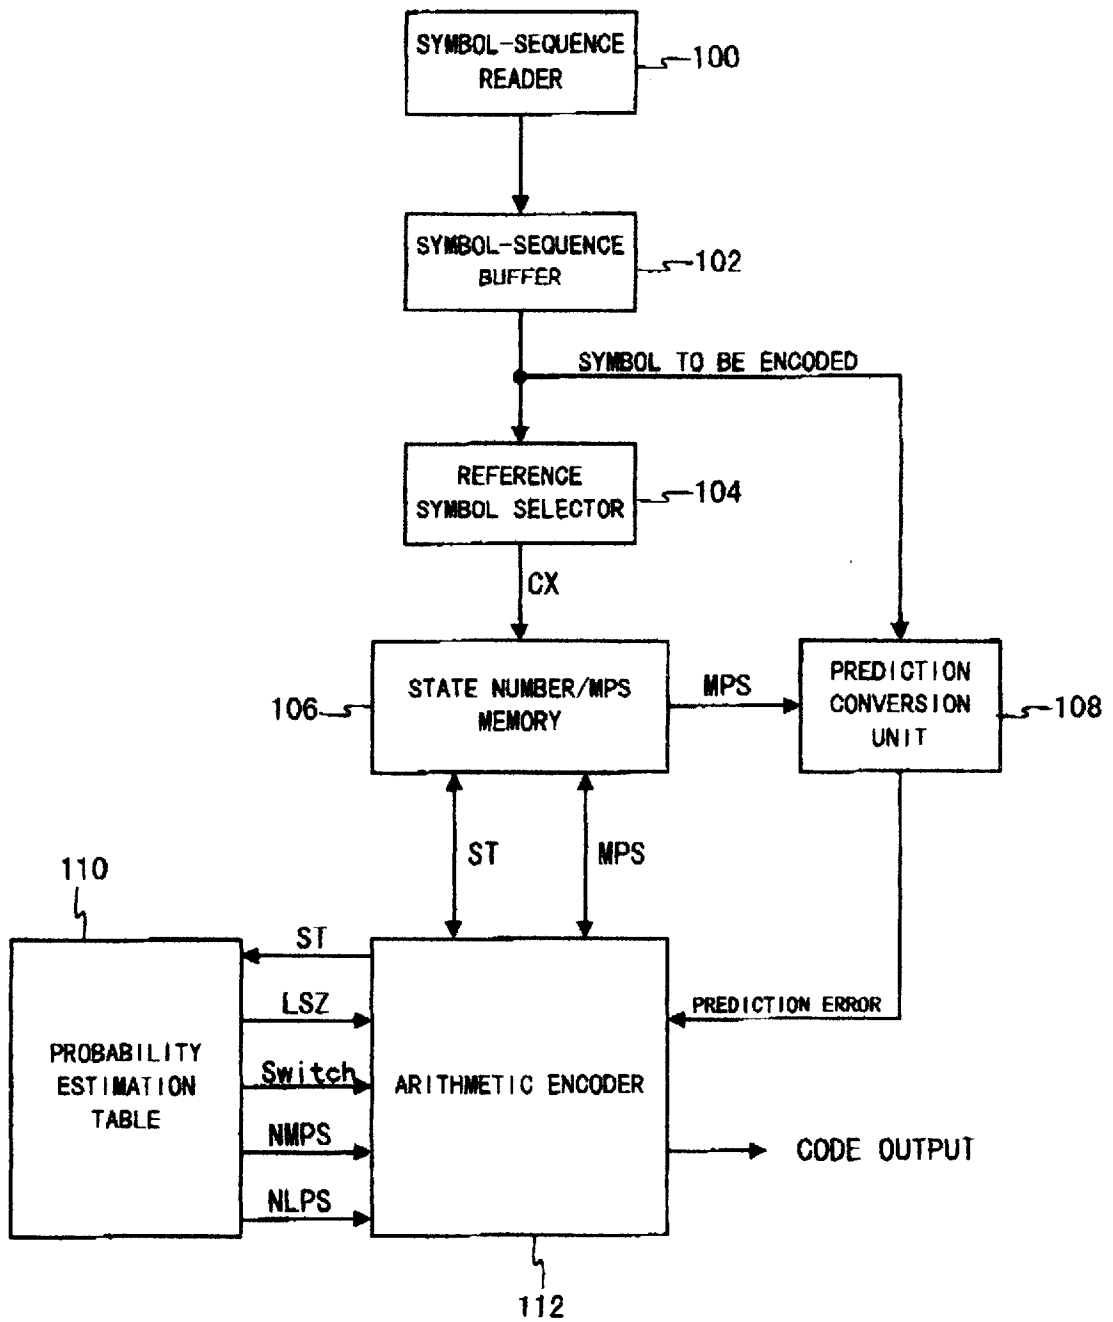 SYMBOL-SEQUENCE
READER
100
SYMBOL-SEQUENCE
BUFFER
102
SYMBOL TO BE ENCODED
REFERENCE
SYMBOL SELECTOR
104
CX
STATE NUMBER/MPS
MEMORY
106
MPS
PREDICTION
CONVERSION
UNIT
108
ST
MPS
110
ST
LSZ
Switch
NMPS
NLPS
PROBABILITY
ESTIMATION
TABLE
ARITHMETIC ENCODER
PREDICTION ERROR
CODE OUTPUT
112